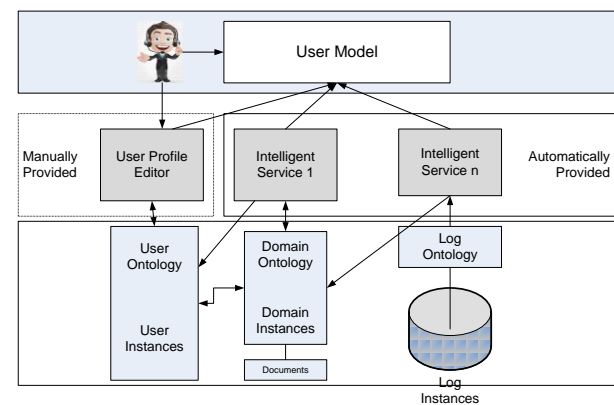 User Model
Manually
Provided
User Profile
Editor
Intelligent
Service 1
Intelligent
Service n
Automatically
Provided
User
Ontology
User
Instances
Domain
Ontology
Domain
Instances
Documents
Log
Ontology
Log
Instances